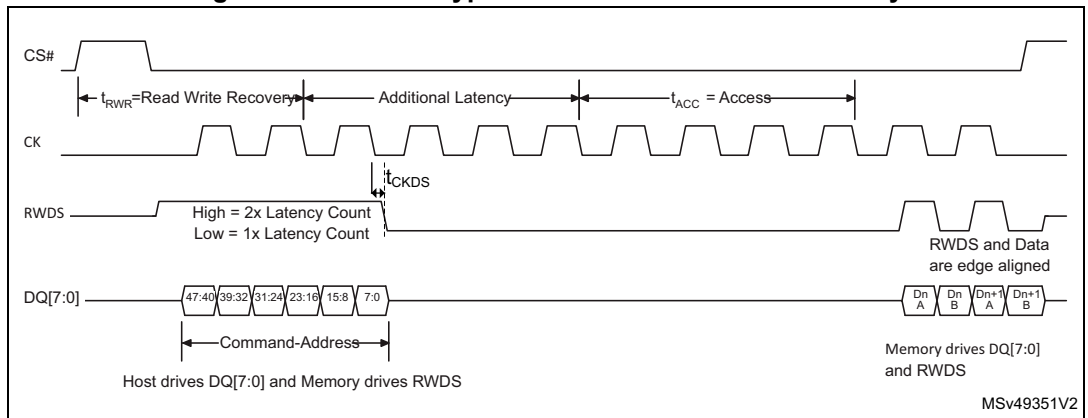 CS#
tRWR=Read Write Recovery
Additional Latency
tACC = Access
CK
tCKDS
RWDS
High = 2x Latency Count
Low = 1x Latency Count
RWDS and Data
are edge aligned
DQ[7:0]
47:40 39:32 31:24 23:16 15:8 7:0
Dn A
Dn B
Dn+1 A
Dn+1 B
Command-Address
Memory drives DQ[7:0]
and RWDS
Host drives DQ[7:0] and Memory drives RWDS
MSv49351V2